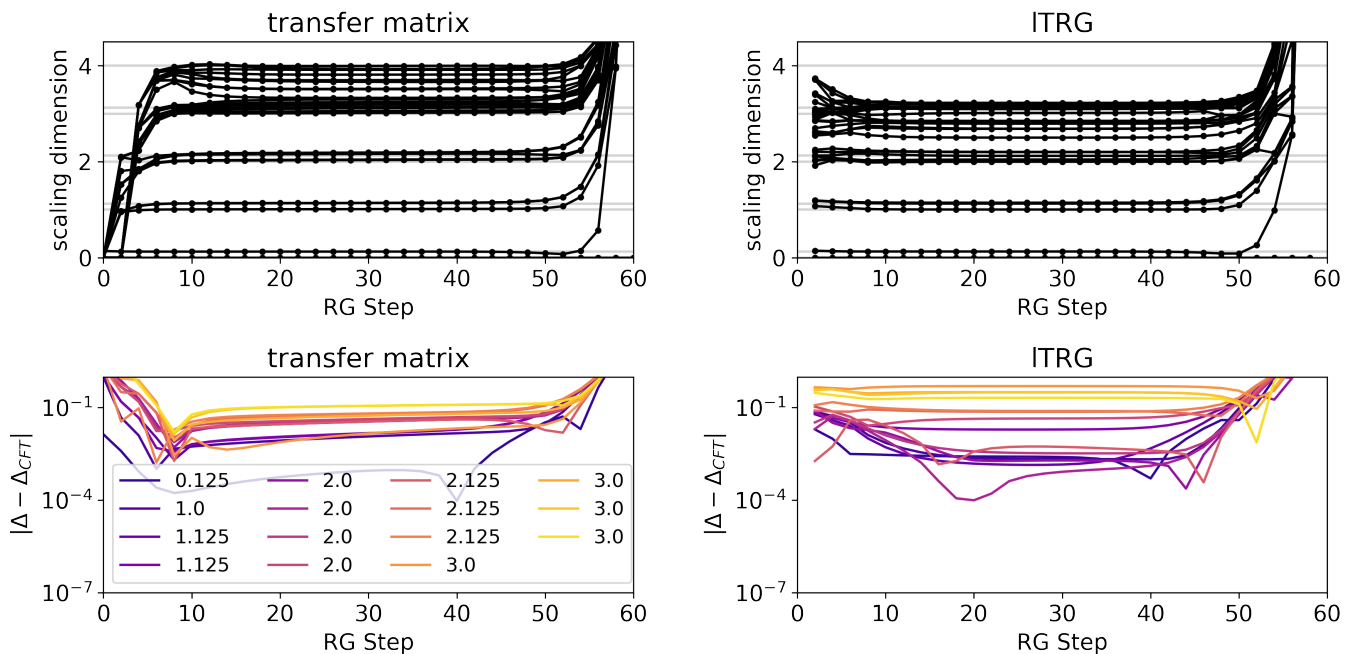 transfer matrix
scaling dimension
4
2
0
0 10 20 30 40 50 60
RG Step
lTRG
scaling dimension
4
2
0
0 10 20 30 40 50 60
RG Step
transfer matrix
|Δ − Δ_{CFT}|
10^{-1}
10^{-4}
10^{-7}
0.125 2.0 2.125 3.0
1.0 2.0 2.125 3.0
1.125 2.0 2.125 3.0
1.125 2.0 3.0
0 10 20 30 40 50 60
RG Step
lTRG
|Δ − Δ_{CFT}|
10^{-1}
10^{-4}
10^{-7}
0 10 20 30 40 50 60
RG Step